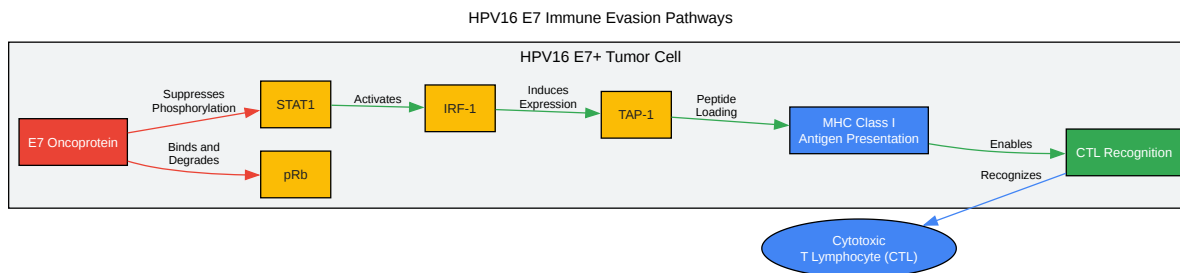 HPV16 E7 Immune Evasion Pathways
HPV16 E7+ Tumor Cell
E7 Oncoprotein
Suppresses
Phosphorylation
STAT1
Activates
IRF-1
Induces
Expression
TAP-1
Peptide
Loading
MHC Class I
Antigen Presentation
Enables
CTL Recognition
Binds and
Degrades
pRb
Recognizes
Cytotoxic
T Lymphocyte (CTL)